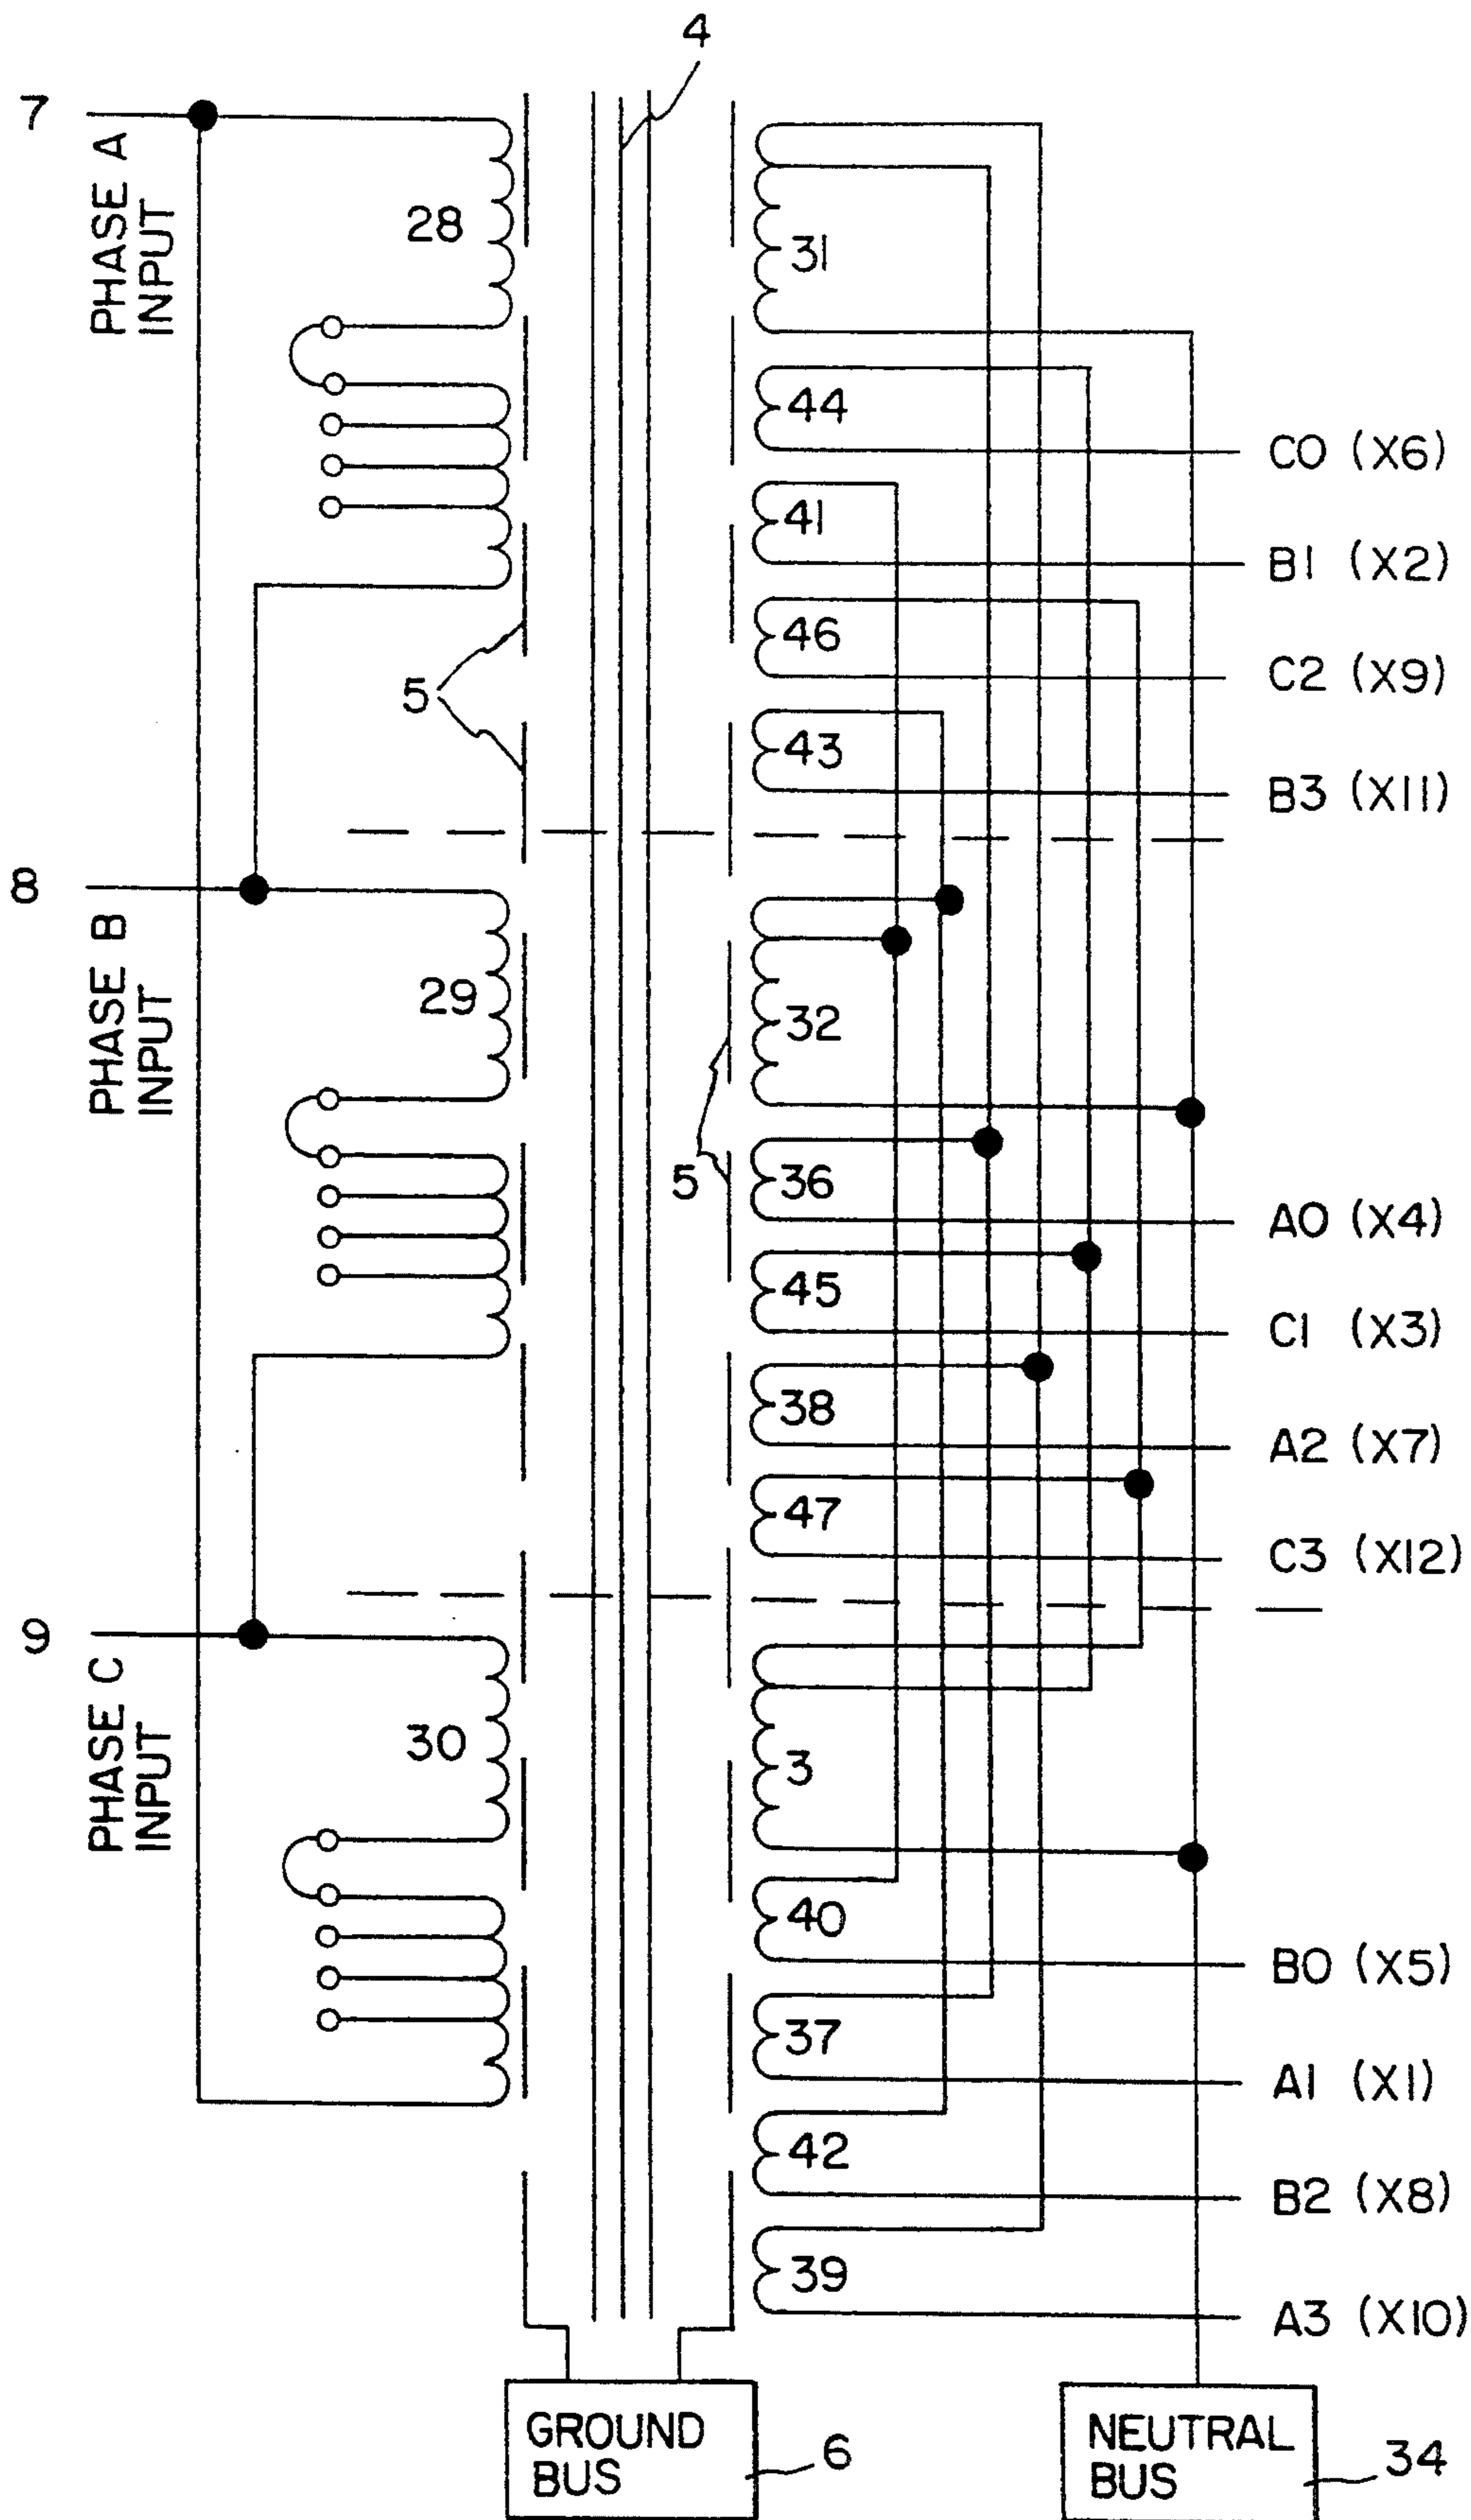 4
7
PHASE A
INPUT
28
31
44
C0 (X6)
41
B1 (X2)
46
C2 (X9)
5
43
B3 (X11)
8
PHASE B
INPUT
29
32
5
36
A0 (X4)
45
C1 (X3)
38
A2 (X7)
47
C3 (X12)
9
PHASE C
INPUT
30
3
40
B0 (X5)
37
A1 (X1)
42
B2 (X8)
39
A3 (X10)
GROUND
BUS
6
NEUTRAL
BUS
34